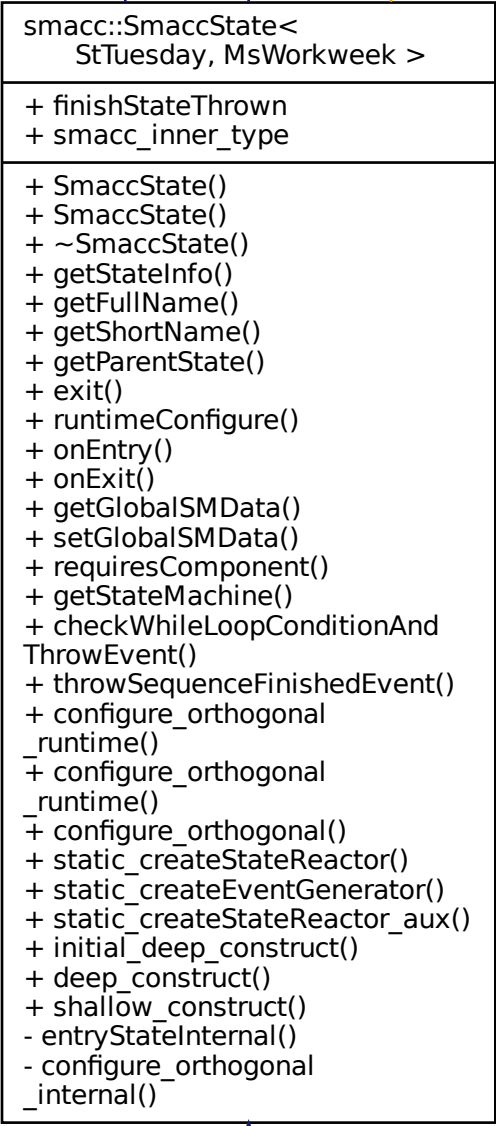 smacc::SmaccState<
StTuesday, MsWorkweek >
+ finishStateThrown
+ smacc_inner_type
+ SmaccState()
+ SmaccState()
+ ~SmaccState()
+ getStateInfo()
+ getFullName()
+ getShortName()
+ getParentState()
+ exit()
+ runtimeConfigure()
+ onEntry()
+ onExit()
+ getGlobalSMData()
+ setGlobalSMData()
+ requiresComponent()
+ getStateMachine()
+ checkWhileLoopConditionAnd
ThrowEvent()
+ throwSequenceFinishedEvent()
+ configure_orthogonal
_runtime()
+ configure_orthogonal
_runtime()
+ configure_orthogonal()
+ static_createStateReactor()
+ static_createEventGenerator()
+ static_createStateReactor_aux()
+ initial_deep_construct()
+ deep_construct()
+ shallow_construct()
- entryStateInternal()
- configure_orthogonal
_internal()